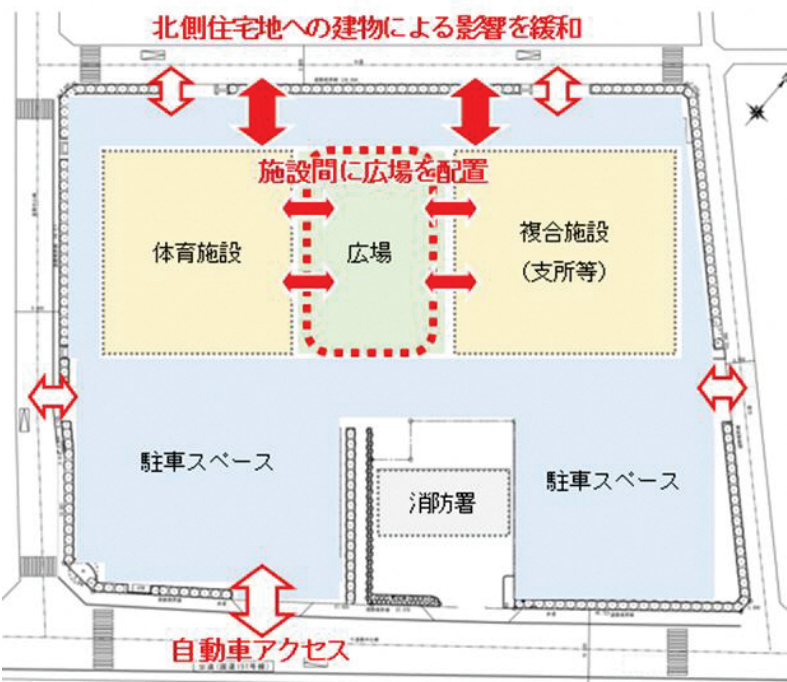 北側住宅地への建物による影響を緩和
施設間に広場を配置
体育施設
広場
複合施設
(支所等)
駐車スペース
消防署
駐車スペース
自動車アクセス